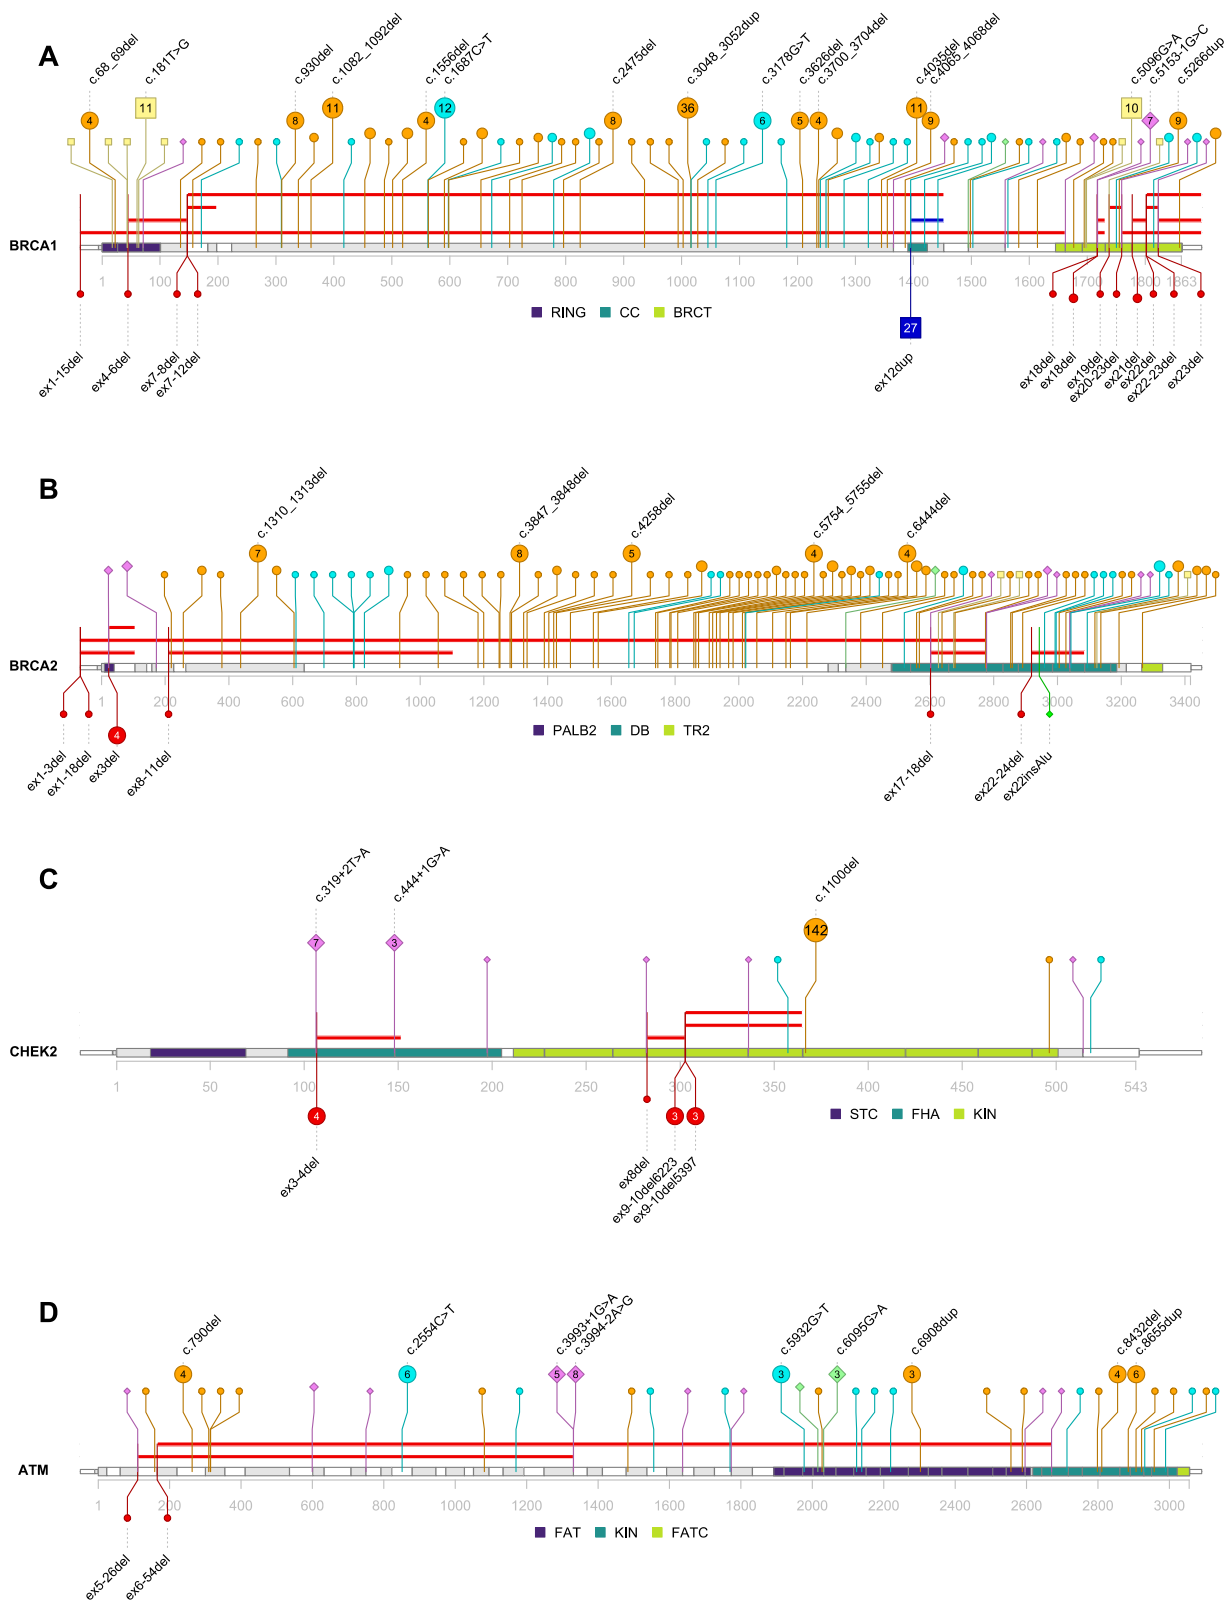 A
c.68_69del
c.181T>G
c.930del
c.1082_1092del
c.1556del
c.1687C>T
c.2475del
c.3048_3052dup
c.3178G>T
c.3626del
c.3700_3704del
c.4035del
c.4065_4068del
c.5096G>A
c.5153-1G>C
c.5266dup
4 11 8 11 4 12 8 36 6 5 4 11 9 10 7 9
BRCA1
1 100 200 300 400 500 600 700 800 900 1000 1100 1200 1300 1400 1500 1600 1700 1800 1863
RING CC BRCT
27
ex1-15del
ex4-6del
ex7-8del
ex7-12del
ex12dup
ex18del
ex18del
ex19del
ex20-23del
ex21del
ex22del
ex22-23del
ex23del
B
c.1310_1313del
c.3847_3848del
c.4258del
c.5754_5755del
c.6444del
7 8 5 4 4
BRCA2
1 200 400 600 800 1000 1200 1400 1600 1800 2000 2200 2400 2600 2800 3000 3200 3400
PALB2 DB TR2
4
ex1-3del
ex1-18del
ex3del
ex8-11del
ex17-18del
ex22-24del
ex22insAlu
C
c.319+2T>A
c.444+1G>A
c.1100del
7 3 142
CHEK2
1 50 100 150 200 250 300 350 400 450 500 543
4 3 3
STC FHA KIN
ex3-4del
ex8del
ex9-10del6223
ex9-10del5397
D
c.790del
c.2554C>T
c.3993+1G>A
c.3994-2A>G
c.5932G>T
c.6095G>A
c.6908dup
c.8432del
c.8655dup
4 6 5 8 3 3 3 4 6
ATM
1 200 400 600 800 1000 1200 1400 1600 1800 2000 2200 2400 2600 2800 3000
FAT KIN FATC
ex5-26del
ex6-54del